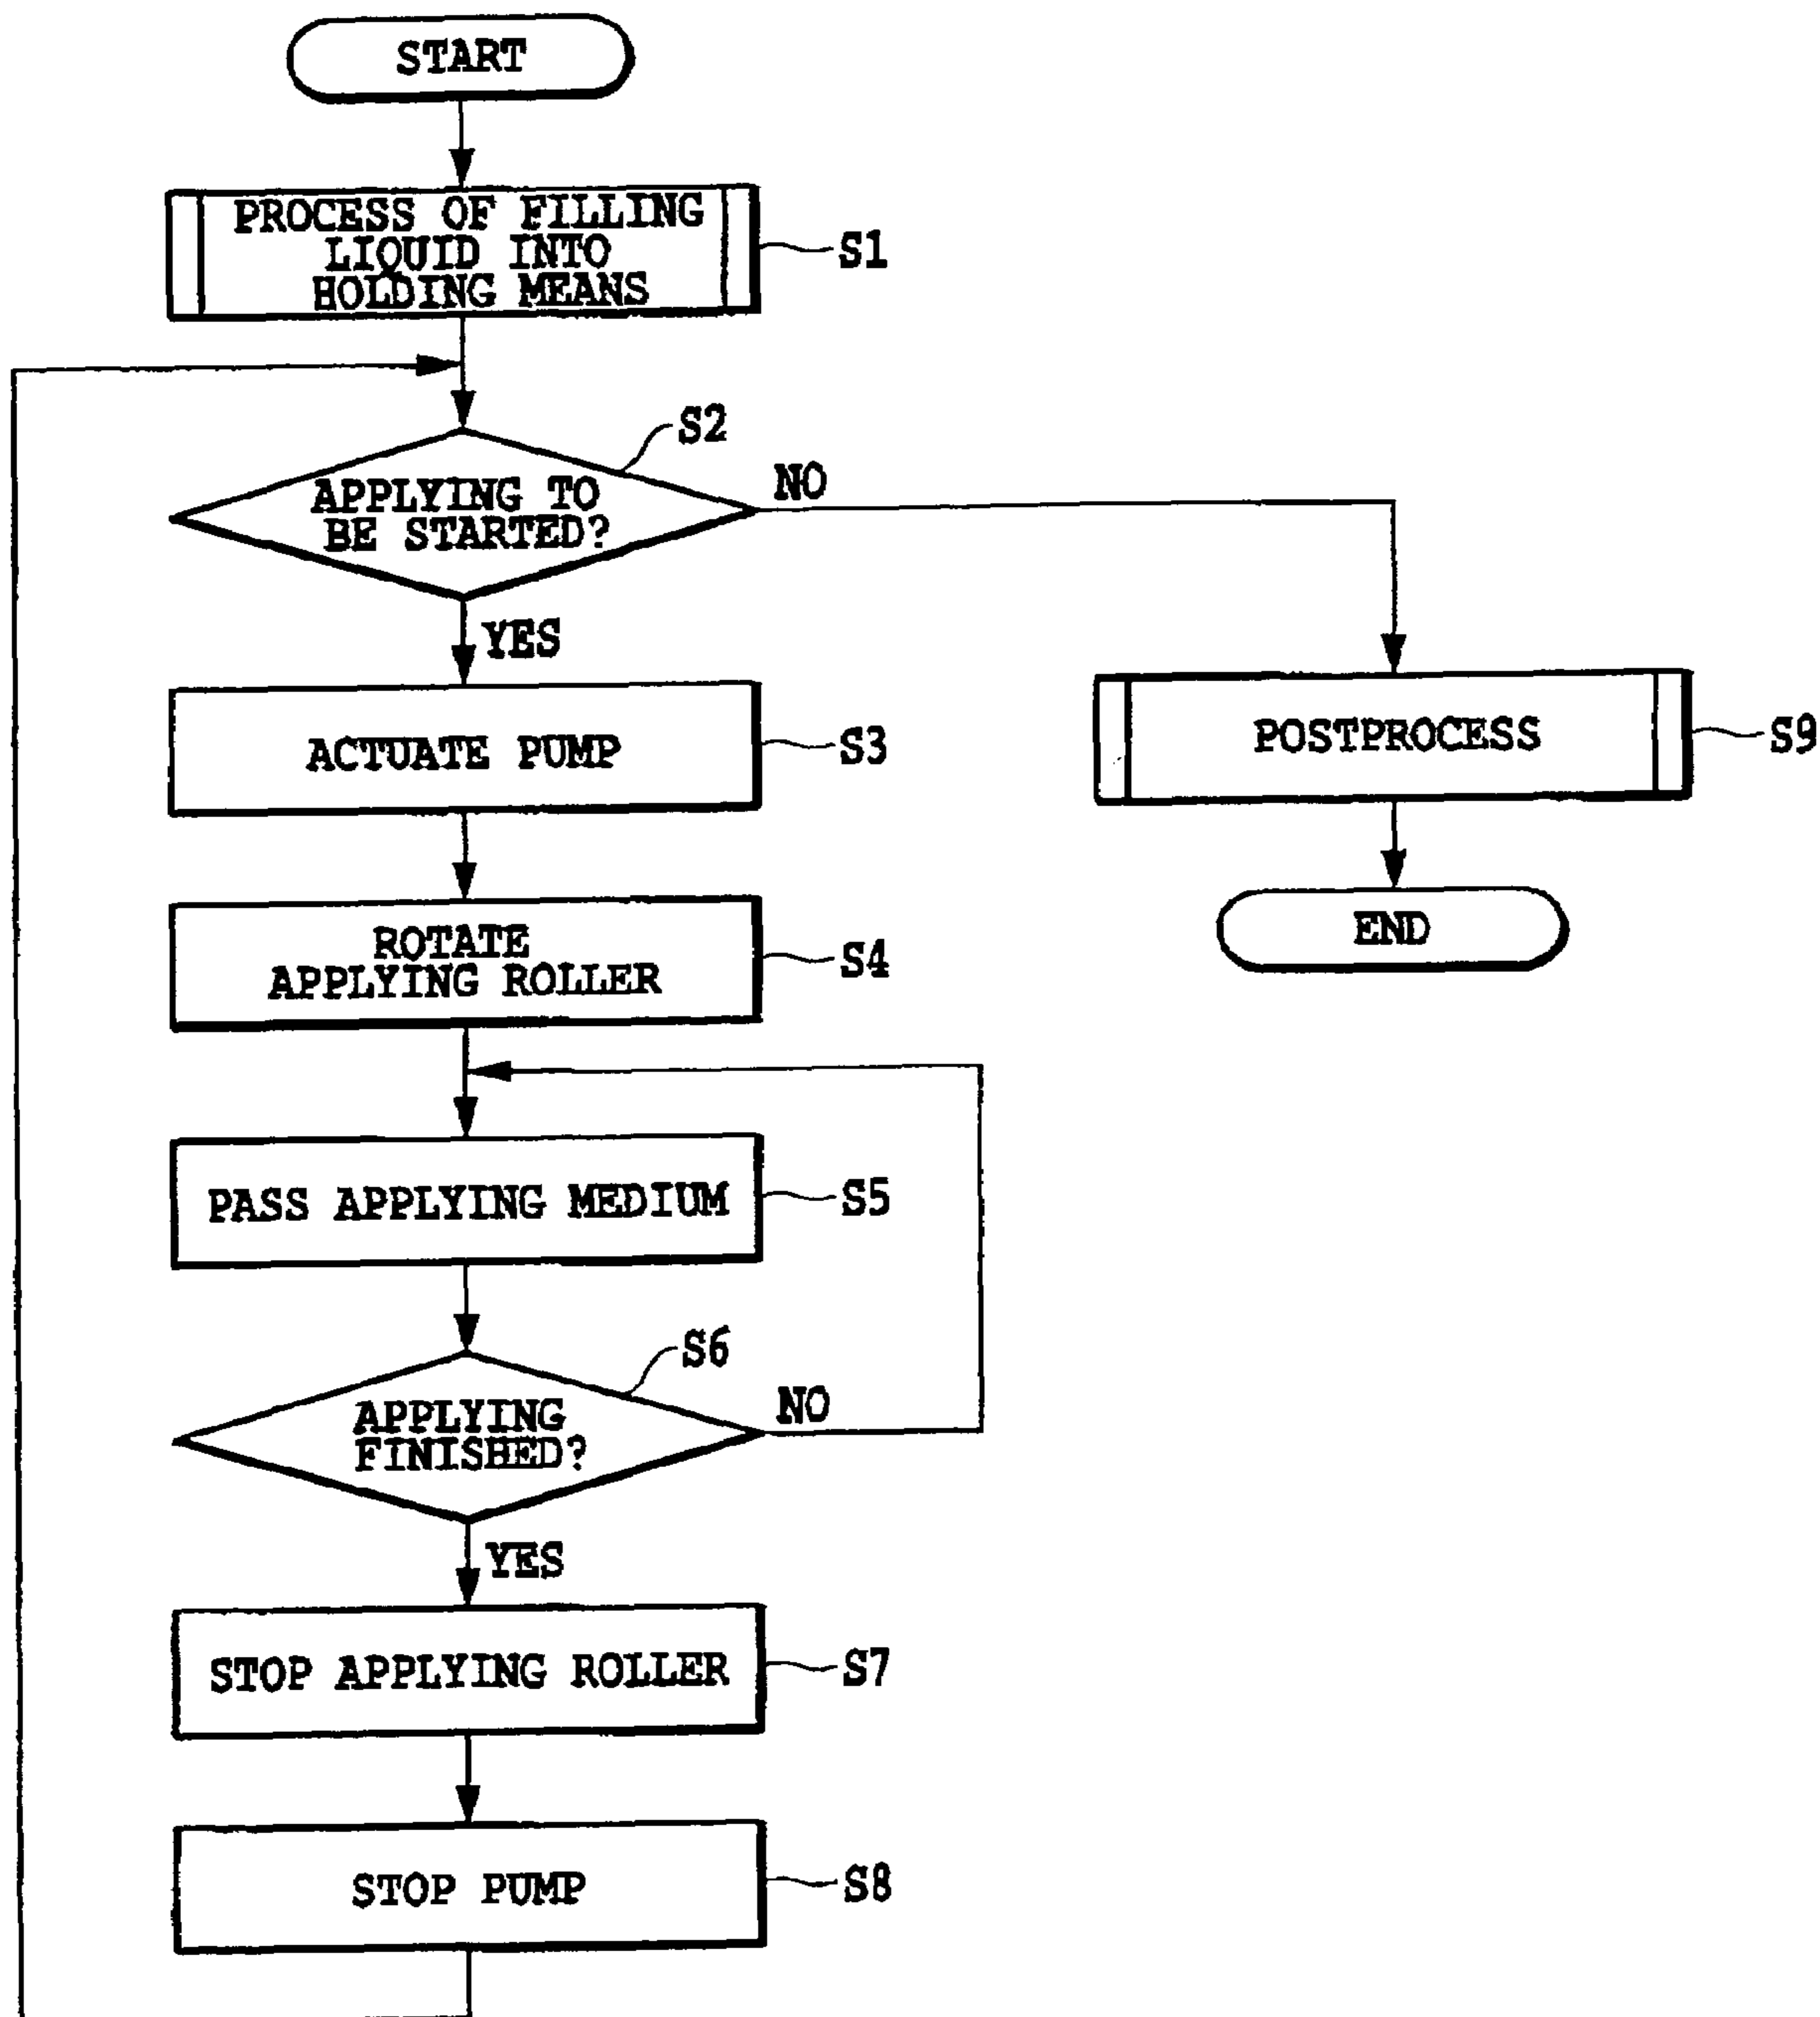 START
PROCESS OF FILLING
LIQUID INTO
HOLDING MEANS
S1
S2
APPLYING TO
BE STARTED?
NO
YES
ACTUATE PUMP
S3
POSTPROCESS
S9
END
ROTATE
APPLYING ROLLER
S4
PASS APPLYING MEDIUM
S5
S6
APPLYING
FINISHED?
NO
YES
STOP APPLYING ROLLER
S7
STOP PUMP
S8